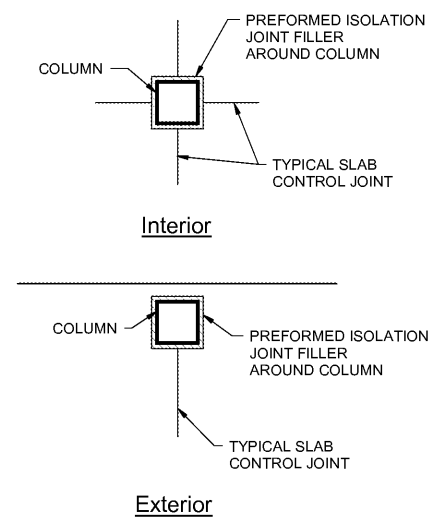 PREFORMED ISOLATION
JOINT FILLER
AROUND COLUMN
COLUMN
TYPICAL SLAB
CONTROL JOINT
Interior
COLUMN
PREFORMED ISOLATION
JOINT FILLER
AROUND COLUMN
TYPICAL SLAB
CONTROL JOINT
Exterior